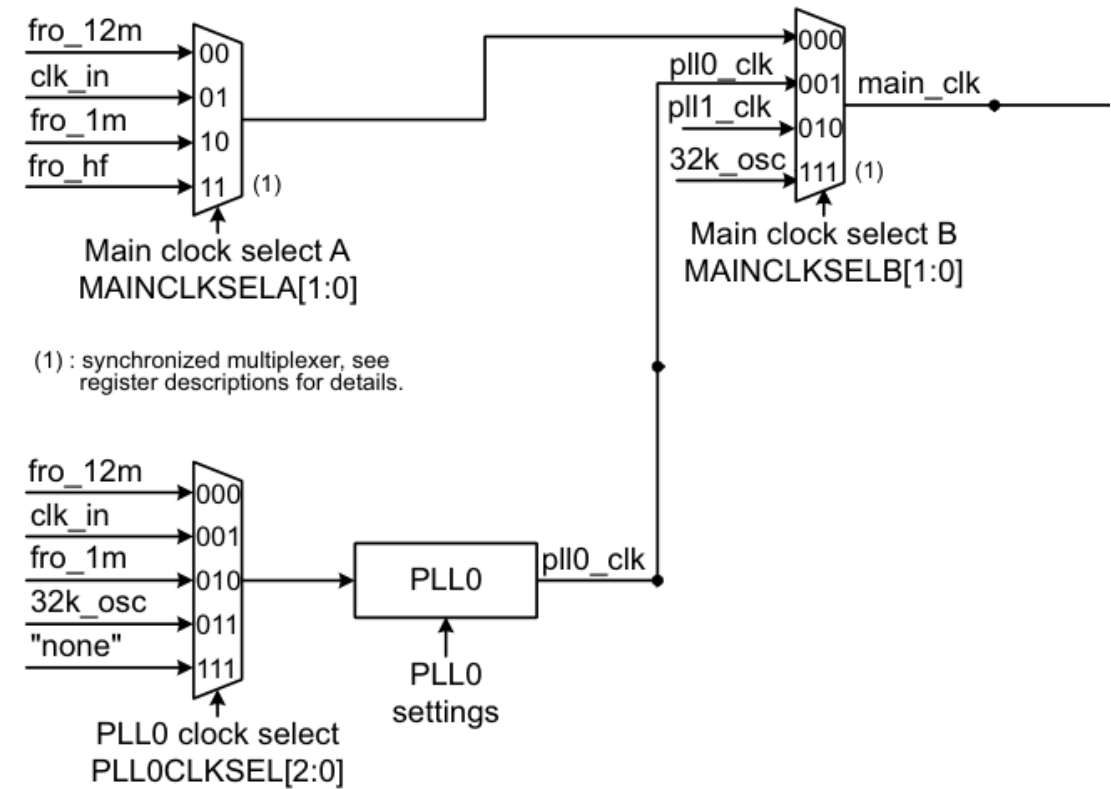 fro_12m
00
clk_in
01
fro_1m
10
fro_hf
11
(1)
Main clock select A
MAINCLKSELA[1:0]
000
pll0_clk
001
main_clk
pll1_clk
010
32k_osc
111
(1)
Main clock select B
MAINCLKSELB[1:0]
(1) : synchronized multiplexer, see
register descriptions for details.
fro_12m
000
clk_in
001
fro_1m
010
32k_osc
011
"none"
111
PLL0 clock select
PLL0CLKSEL[2:0]
PLL0
pll0_clk
PLL0
settings